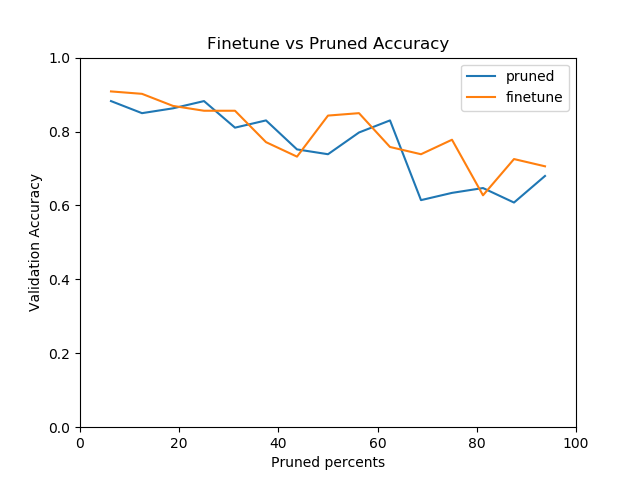 Finetune vs Pruned Accuracy
pruned
finetune
Validation Accuracy
1.0
0.8
0.6
0.4
0.2
0.0
0 20 40 60 80 100
Pruned percents